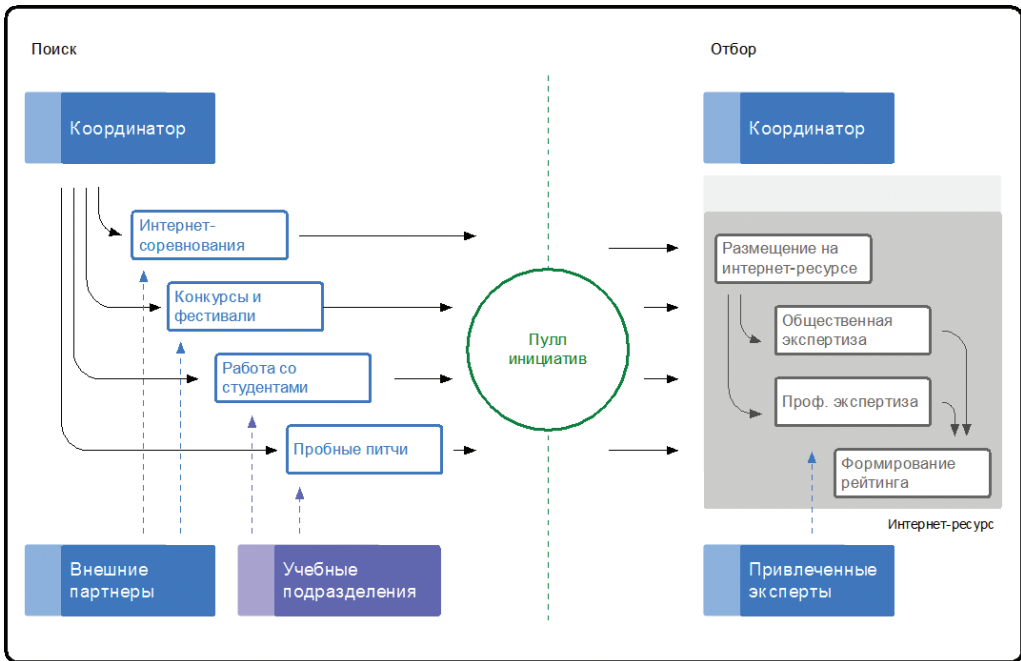 Поиск
Координатор
Интернет-
соревнования
Конкурсы и
фестивали
Работа со
студентами
Пробные питчи
Внешние
партнеры
Учебные
подразделения
Пулл
инициатив
Отбор
Координатор
Размещение на
интернет-ресурсе
Общественная
экспертиза
Проф. экспертиза
Формирование
рейтинга
Интернет-ресурс
Привлеченные
эксперты